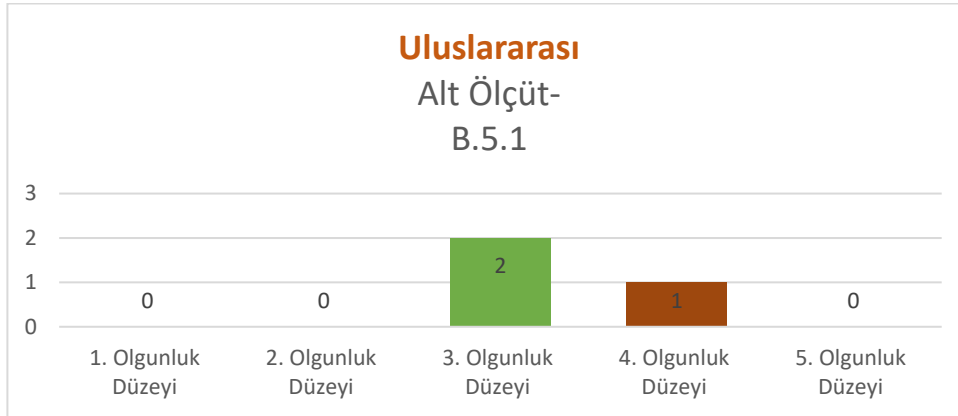 Uluslararası
Alt Ölçüt-
B.5.1
3
2
1
0
0
0
2
1
0
1. Olgunluk
Düzeyi
2. Olgunluk
Düzeyi
3. Olgunluk
Düzeyi
4. Olgunluk
Düzeyi
5. Olgunluk
Düzeyi